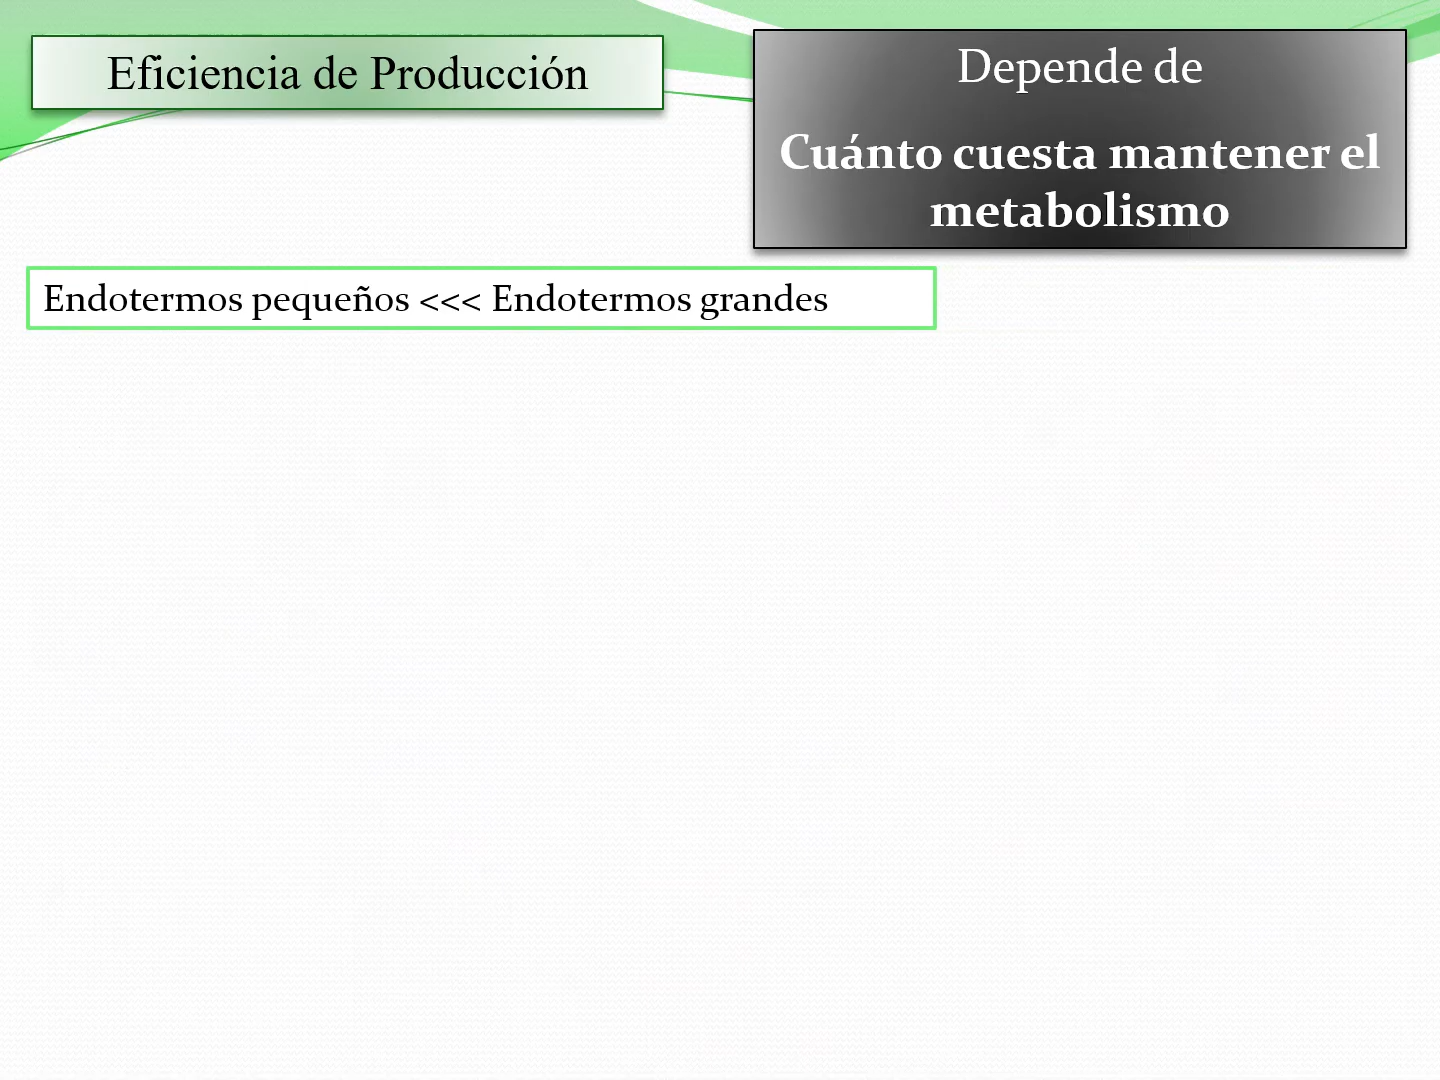 Eficiencia de Producción
Depende de
Cuánto cuesta mantener el
metabolismo
Endotermos pequeños <<< Endotermos grandes